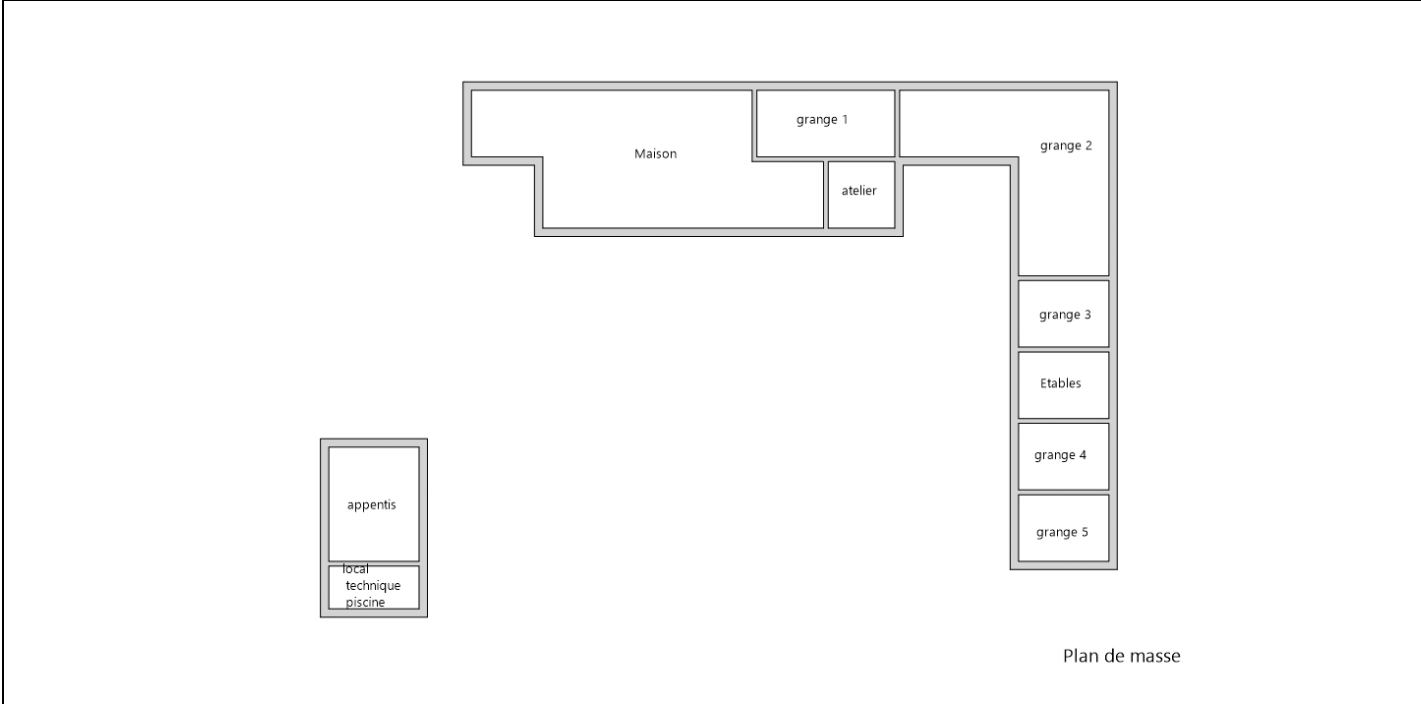 grange 1
grange 2
Maison
atelier
grange 3
Etables
grange 4
appentis
grange 5
local
technique
piscine
Plan de masse